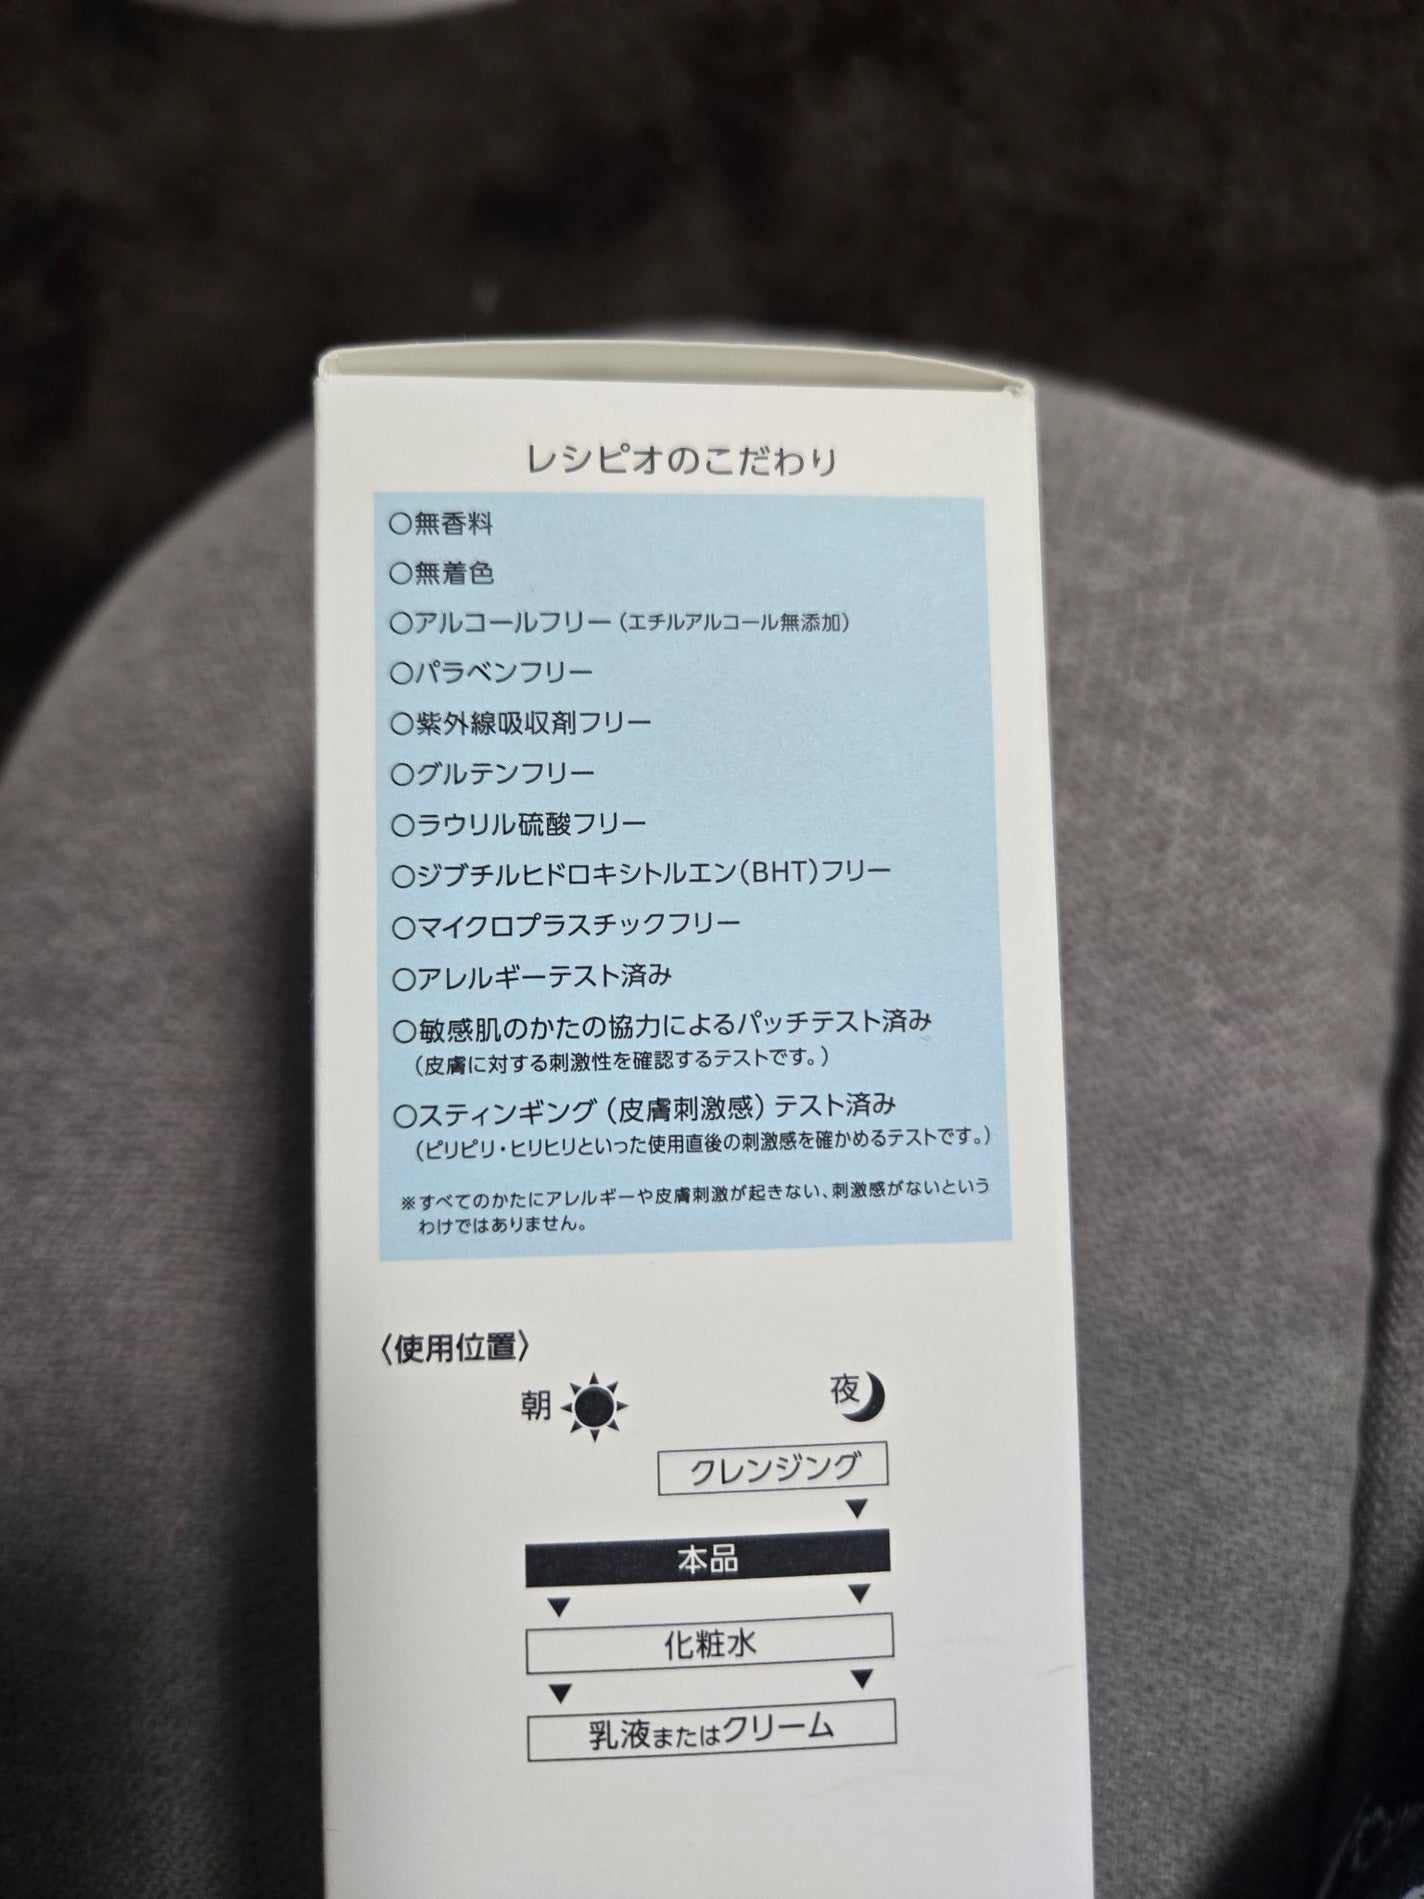 レシピオのこだわり
○無香料
○無着色
○アルコールフリー（エチルアルコール無添加）
○パラベンフリー
○紫外線吸収剤フリー
○グルテンフリー
○ラウリル硫酸フリー
○ジブチルヒドロキシトルエン（BHT）フリー
○マイクロプラスチックフリー
○アレルギーテスト済み
○敏感肌のかたの協力によるパッチテスト済み
（皮膚に対する刺激性を確認するテストです。）
○スティンギング（皮膚刺激感）テスト済み
（ピリピリ・ヒリヒリといった使用直後の刺激感を確かめるテストです。）
※すべてのかたにアレルギーや皮膚刺激が起きない、刺激感がないという
わけではありません。
〈使用位置〉
朝 夜
クレンジング
▼
本品
▼ ▼
化粧水
▼ ▼
乳液またはクリーム